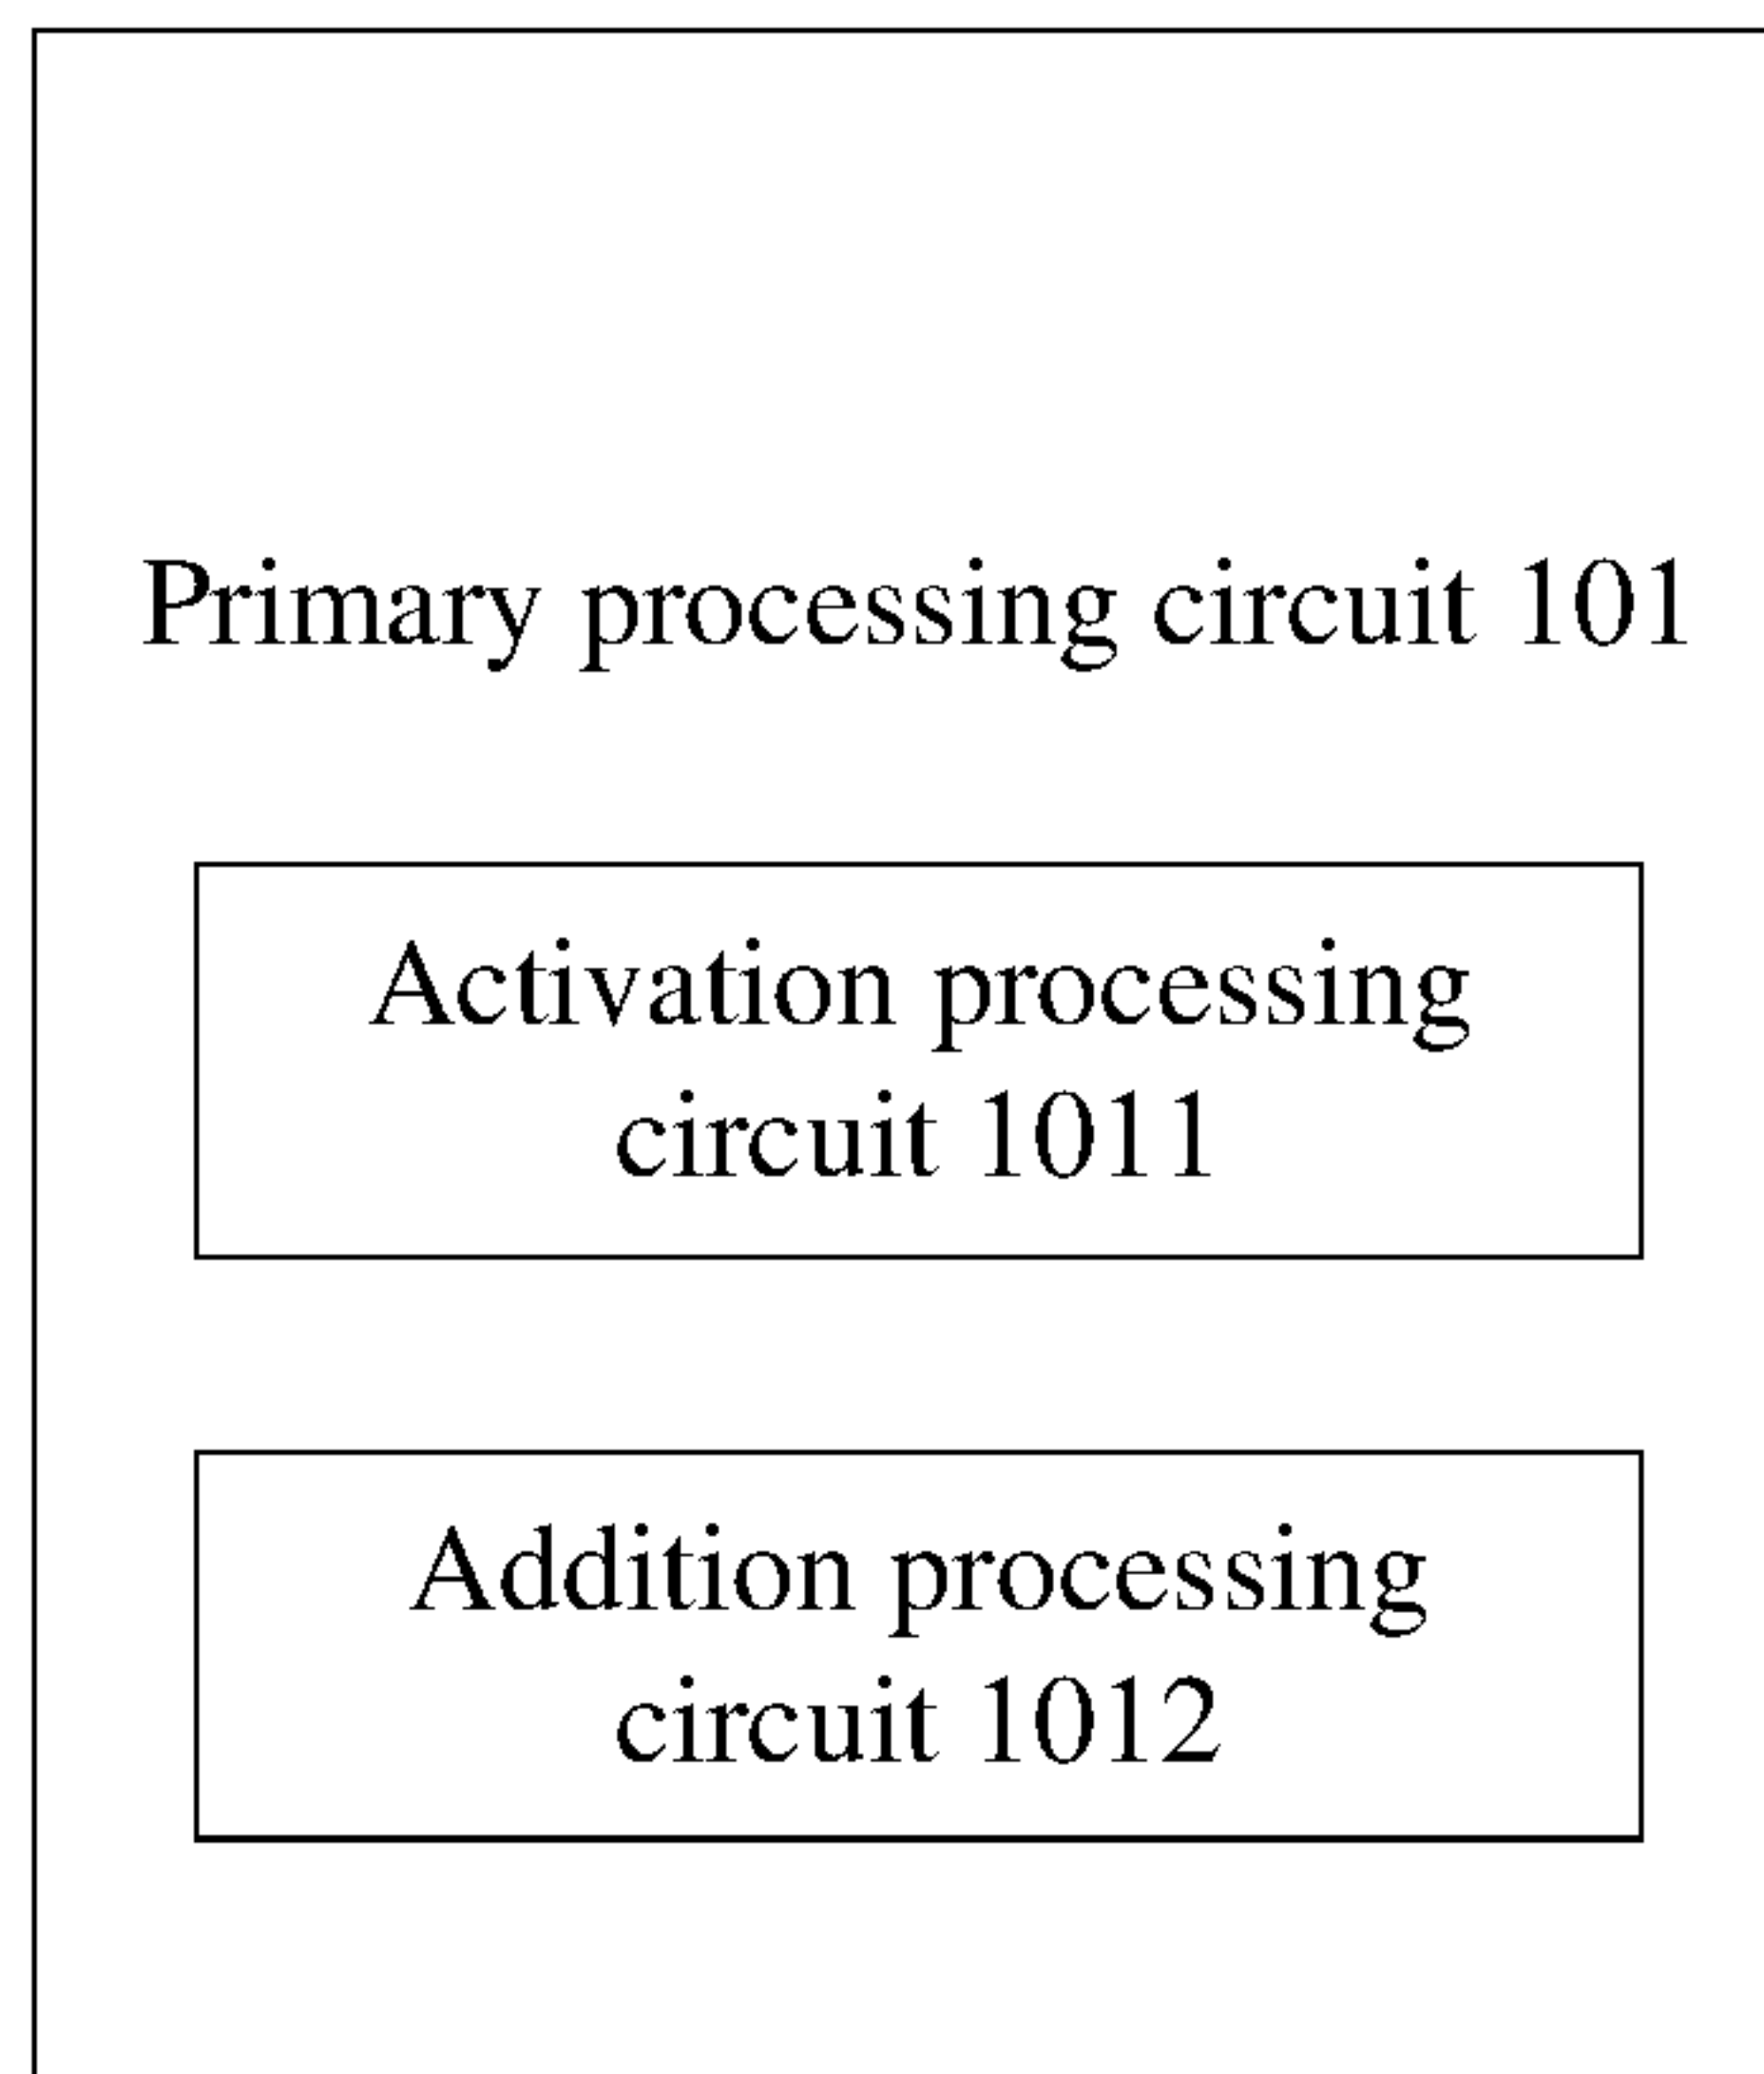 Primary processing circuit 101
Activation processing
circuit 1011
Addition processing
circuit 1012